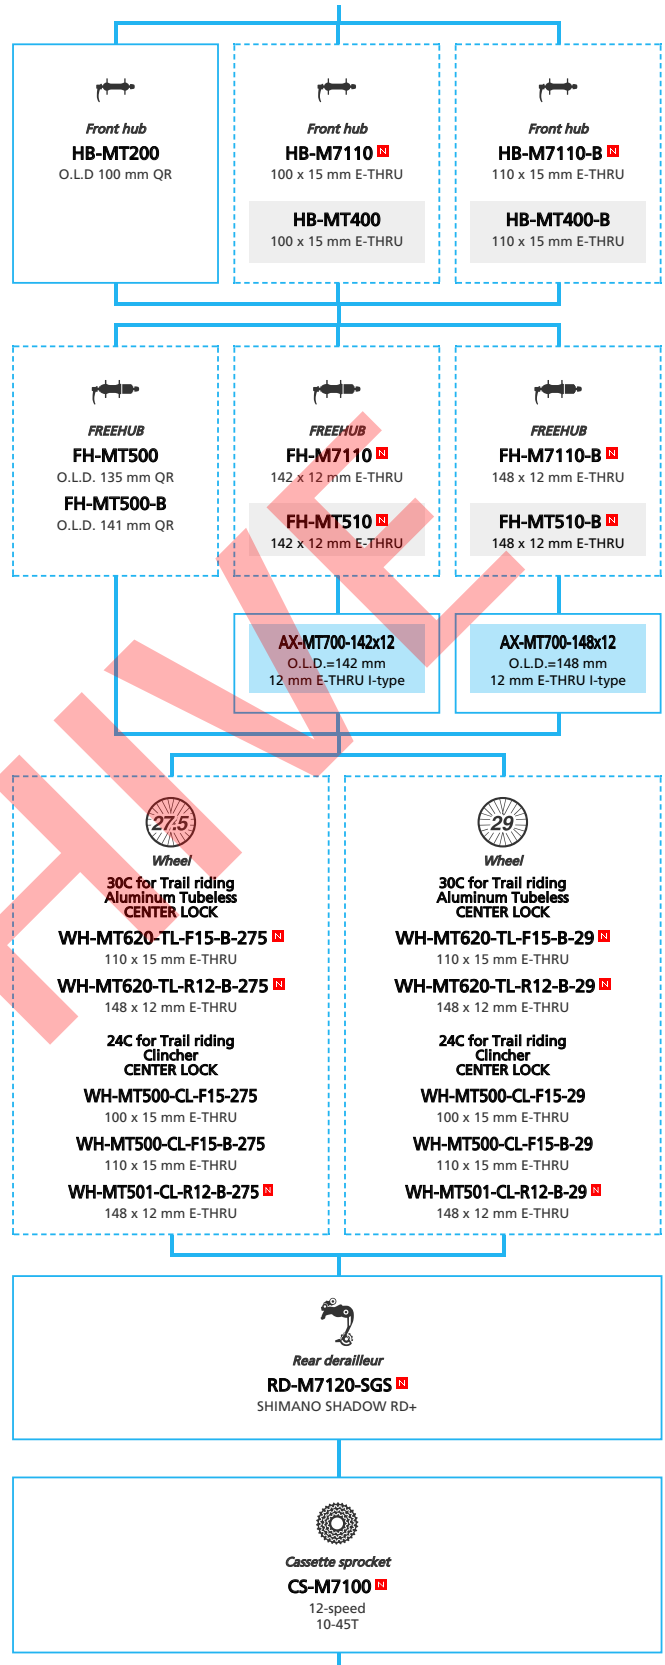 Front hub
HB-MT200
O.L.D 100 mm QR
Front hub
HB-M7110 N
100 x 15 mm E-THRU
HB-MT400
100 x 15 mm E-THRU
Front hub
HB-M7110-B N
110 x 15 mm E-THRU
HB-MT400-B
110 x 15 mm E-THRU
FREEHUB
FH-MT500
O.L.D. 135 mm QR
FH-MT500-B
O.L.D. 141 mm QR
FREEHUB
FH-M7110 N
142 x 12 mm E-THRU
FH-MT510 N
142 x 12 mm E-THRU
FREEHUB
FH-M7110-B N
148 x 12 mm E-THRU
FH-MT510-B N
148 x 12 mm E-THRU
AX-MT700-142x12
O.L.D.=142 mm
12 mm E-THRU I-type
AX-MT700-148x12
O.L.D.=148 mm
12 mm E-THRU I-type
27.5
Wheel
30C for Trail riding
Aluminum Tubeless
CENTER LOCK
WH-MT620-TL-F15-B-275 N
110 x 15 mm E-THRU
WH-MT620-TL-R12-B-275 N
148 x 12 mm E-THRU
24C for Trail riding
Clincher
CENTER LOCK
WH-MT500-CL-F15-275
100 x 15 mm E-THRU
WH-MT500-CL-F15-B-275
110 x 15 mm E-THRU
WH-MT501-CL-R12-B-275 N
148 x 12 mm E-THRU
29
Wheel
30C for Trail riding
Aluminum Tubeless
CENTER LOCK
WH-MT620-TL-F15-B-29 N
110 x 15 mm E-THRU
WH-MT620-TL-R12-B-29 N
148 x 12 mm E-THRU
24C for Trail riding
Clincher
CENTER LOCK
WH-MT500-CL-F15-29
100 x 15 mm E-THRU
WH-MT500-CL-F15-B-29
110 x 15 mm E-THRU
WH-MT501-CL-R12-B-29 N
148 x 12 mm E-THRU
Rear derailleur
RD-M7120-SGS N
SHIMANO SHADOW RD+
Cassette sprocket
CS-M7100 N
12-speed
10-45T
HIVE